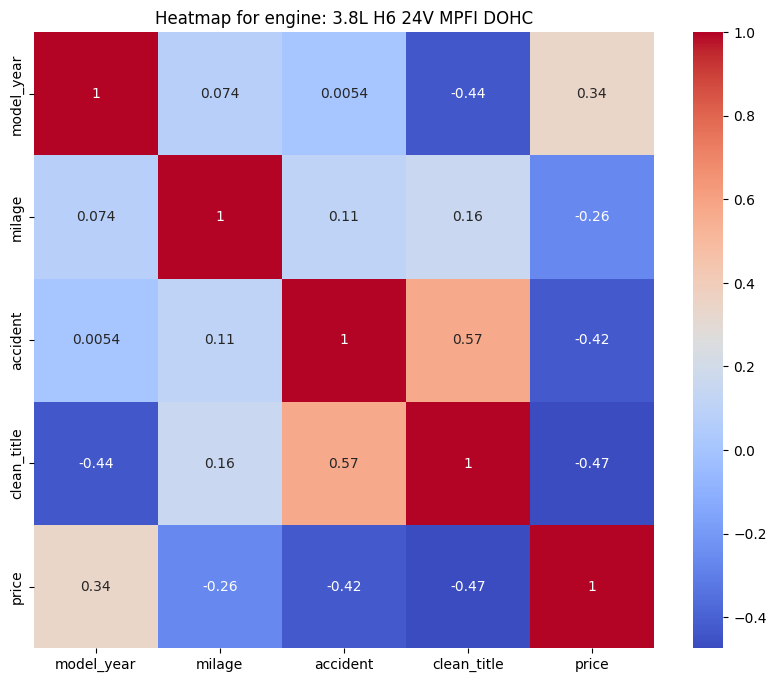 Heatmap for engine: 3.8L H6 24V MPFI DOHC
model_year 1 0.074 0.0054 -0.44 0.34
milage 0.074 1 0.11 0.16 -0.26
accident 0.0054 0.11 1 0.57 -0.42
clean_title -0.44 0.16 0.57 1 -0.47
price 0.34 -0.26 -0.42 -0.47 1
model_year milage accident clean_title price
1.0
0.8
0.6
0.4
0.2
0.0
−0.2
−0.4